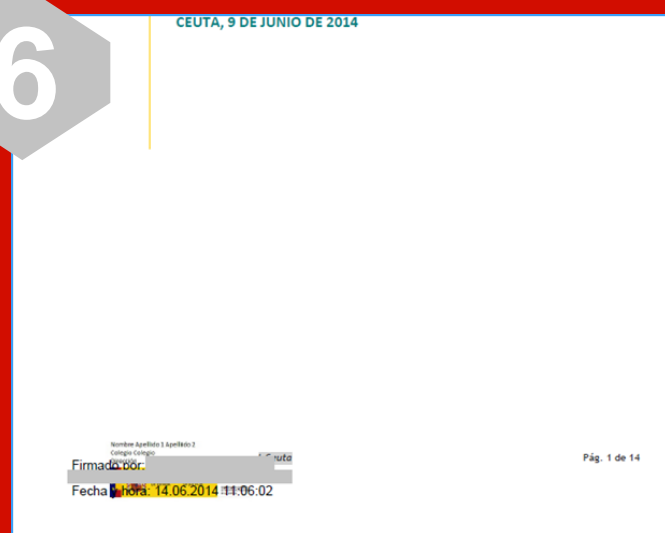 6
CEUTA, 9 DE JUNIO DE 2014
Nombre Apellido 1 Apellido 2
Colegio Colegio
Ceuta
Firmado por:
Pág. 1 de 14
Fecha y hora: 14.06.2014 11:06:02